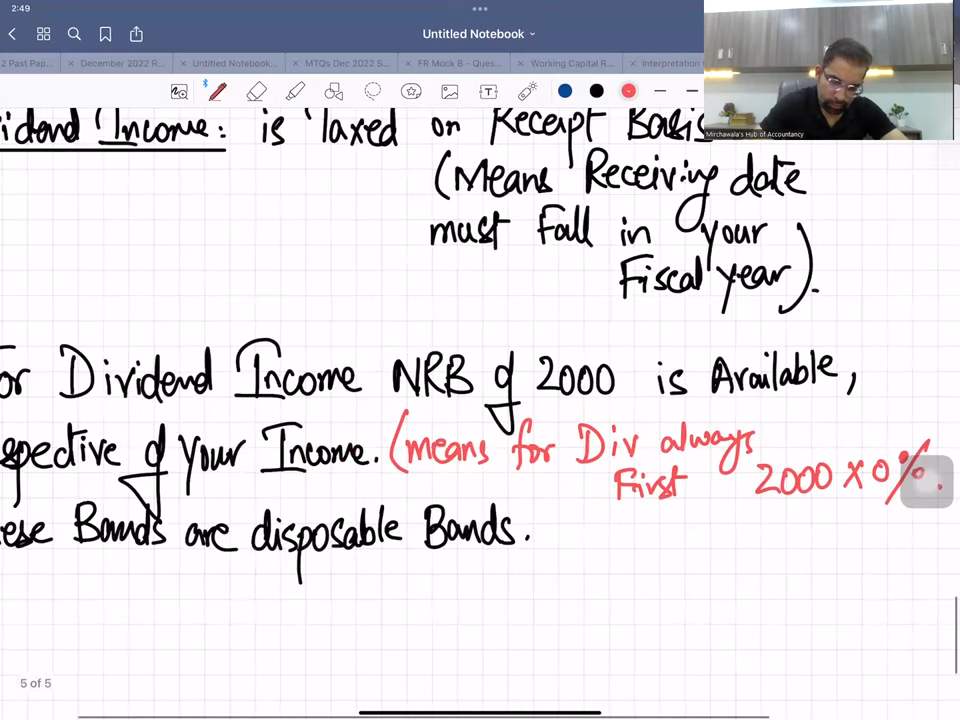 2:49
Untitled Notebook
2 Past Pap...
December 2022 R...
Untitled Notebook...
MTQs Dec 2022 S...
FR Mock B - Ques...
Working Capital R...
Interpretation
Mirchawala's Hub of Accountancy
idend Income: is Taxed on Receipt Basis
(Means Receiving date
must Fall in your
Fiscal year).
or Dividend Income NRB of 2000 is Available,
spective of your Income. (means for Div always
First 2000 x 0%.
ese Bands are disposable Bands.
5 of 5